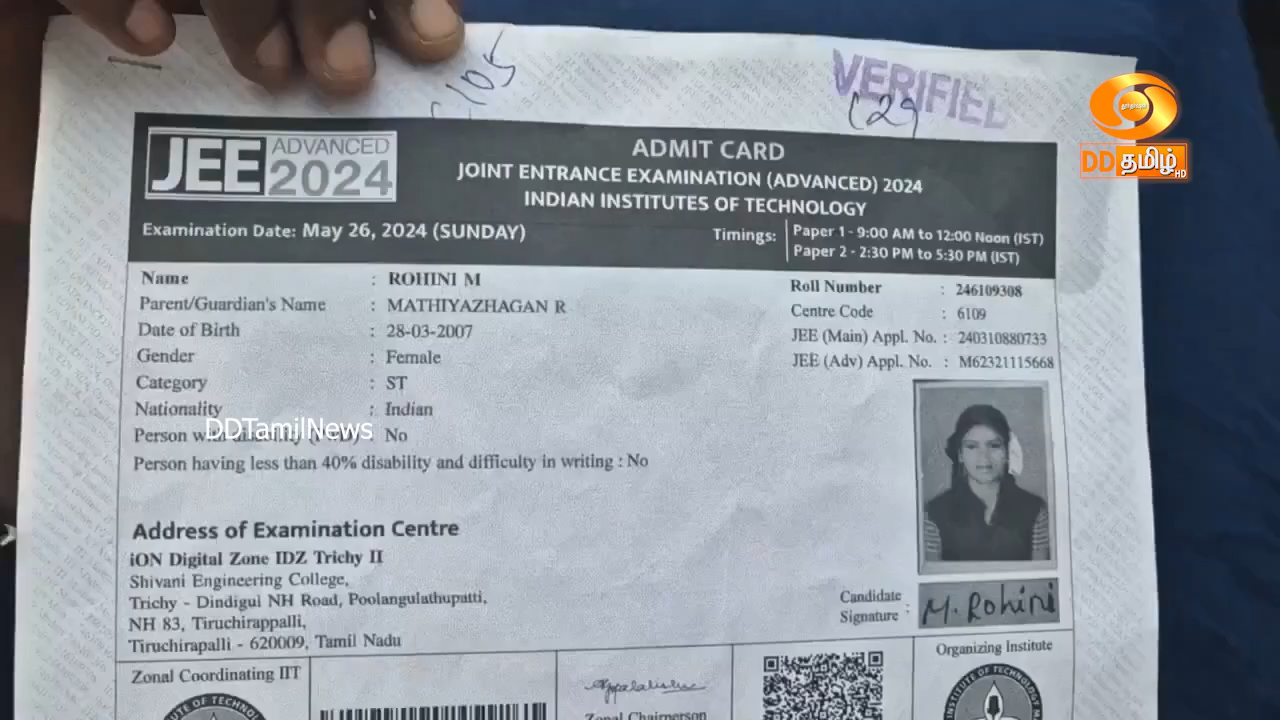 105
VERIFIED
(29
தமிழ்
DD தமிழ் HD
JEE ADVANCED 2024
ADMIT CARD
JOINT ENTRANCE EXAMINATION (ADVANCED) 2024
INDIAN INSTITUTES OF TECHNOLOGY
Examination Date: May 26, 2024 (SUNDAY)
Timings: Paper 1 - 9:00 AM to 12:00 Noon (IST)
Paper 2 - 2:30 PM to 5:30 PM (IST)
Name : ROHINI M
Parent/Guardian's Name : MATHIYAZHAGAN R
Date of Birth : 28-03-2007
Gender : Female
Category : ST
Nationality : Indian
DDTamilNews
Person : No
Person having less than 40% disability and difficulty in writing : No
Roll Number : 246109308
Centre Code : 6109
JEE (Main) Appl. No. : 240310880733
JEE (Adv) Appl. No. : M62321115668
Address of Examination Centre
iON Digital Zone IDZ Trichy II
Shivani Engineering College,
Trichy - Dindigul NH Road, Poolangulathupatti,
NH 83, Tiruchirappalli,
Tiruchirapalli - 620009, Tamil Nadu
Candidate
Signature : M. Rohini
Zonal Coordinating IIT
Zonal Chairperson
Organizing Institute